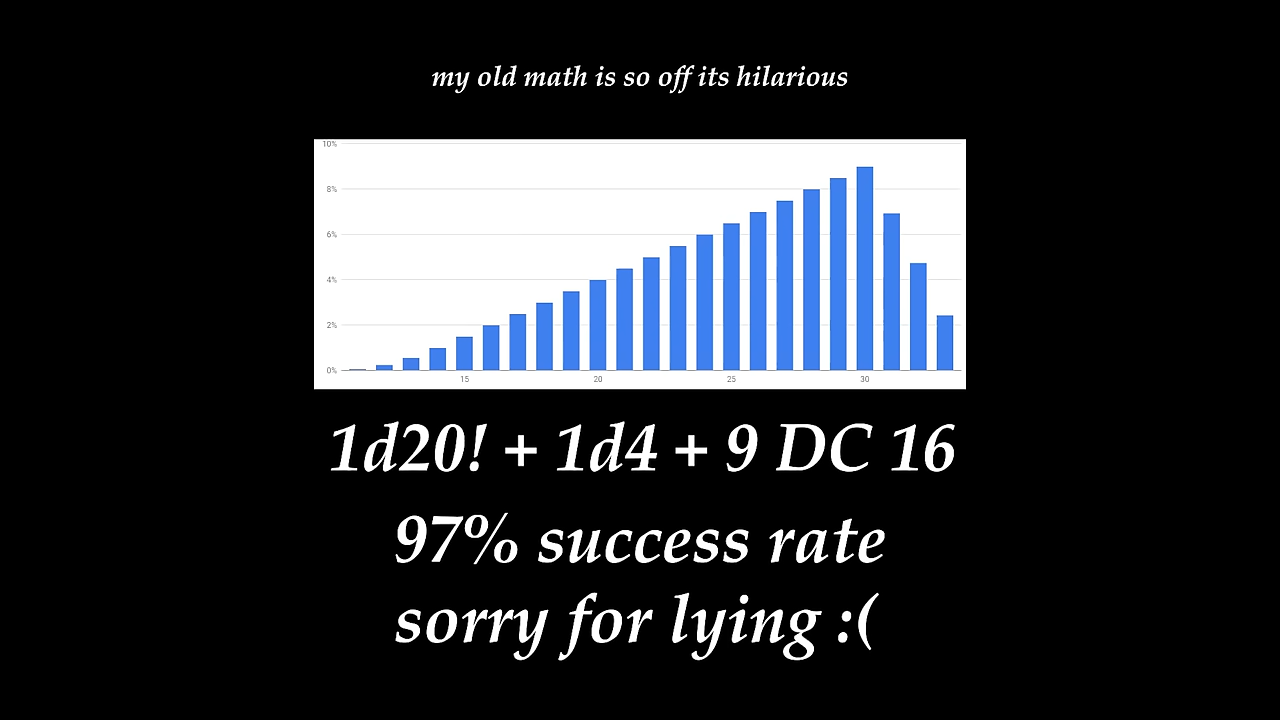 my old math is so off its hilarious
10%
8%
6%
4%
2%
0%
15 20 25 30
1d20! + 1d4 + 9 DC 16
97% success rate
sorry for lying :(